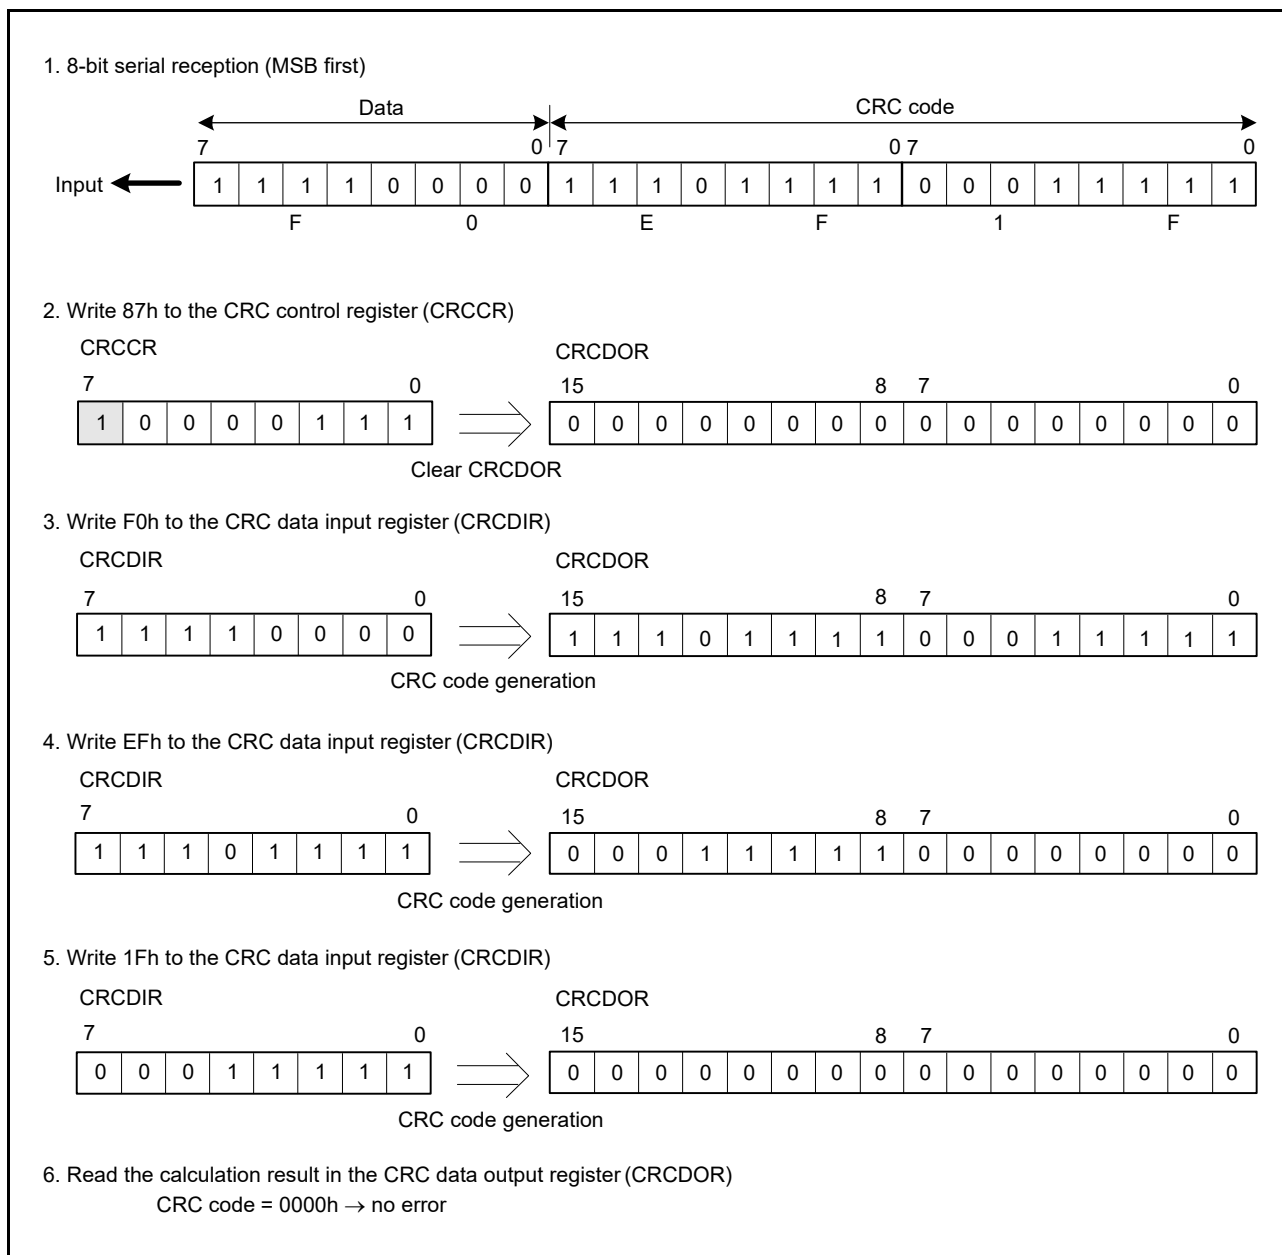 1. 8-bit serial reception (MSB first)
Data CRC code
7 0 7 0 7 0
Input 1 1 1 1 0 0 0 0 1 1 1 0 1 1 1 1 0 0 0 1 1 1 1 1
F 0 E F 1 F
2. Write 87h to the CRC control register (CRCCR)
CRCCR CRCDOR
7 0 15 8 7 0
1 0 0 0 0 1 1 1 0 0 0 0 0 0 0 0 0 0 0 0 0 0 0 0
Clear CRCDOR
3. Write F0h to the CRC data input register (CRCDIR)
CRCDIR CRCDOR
7 0 15 8 7 0
1 1 1 1 0 0 0 0 1 1 1 0 1 1 1 1 0 0 0 1 1 1 1 1
CRC code generation
4. Write EFh to the CRC data input register (CRCDIR)
CRCDIR CRCDOR
7 0 15 8 7 0
1 1 1 0 1 1 1 1 0 0 0 1 1 1 1 1 0 0 0 0 0 0 0 0
CRC code generation
5. Write 1Fh to the CRC data input register (CRCDIR)
CRCDIR CRCDOR
7 0 15 8 7 0
0 0 0 1 1 1 1 1 0 0 0 0 0 0 0 0 0 0 0 0 0 0 0 0
CRC code generation
6. Read the calculation result in the CRC data output register (CRCDOR)
CRC code = 0000h → no error